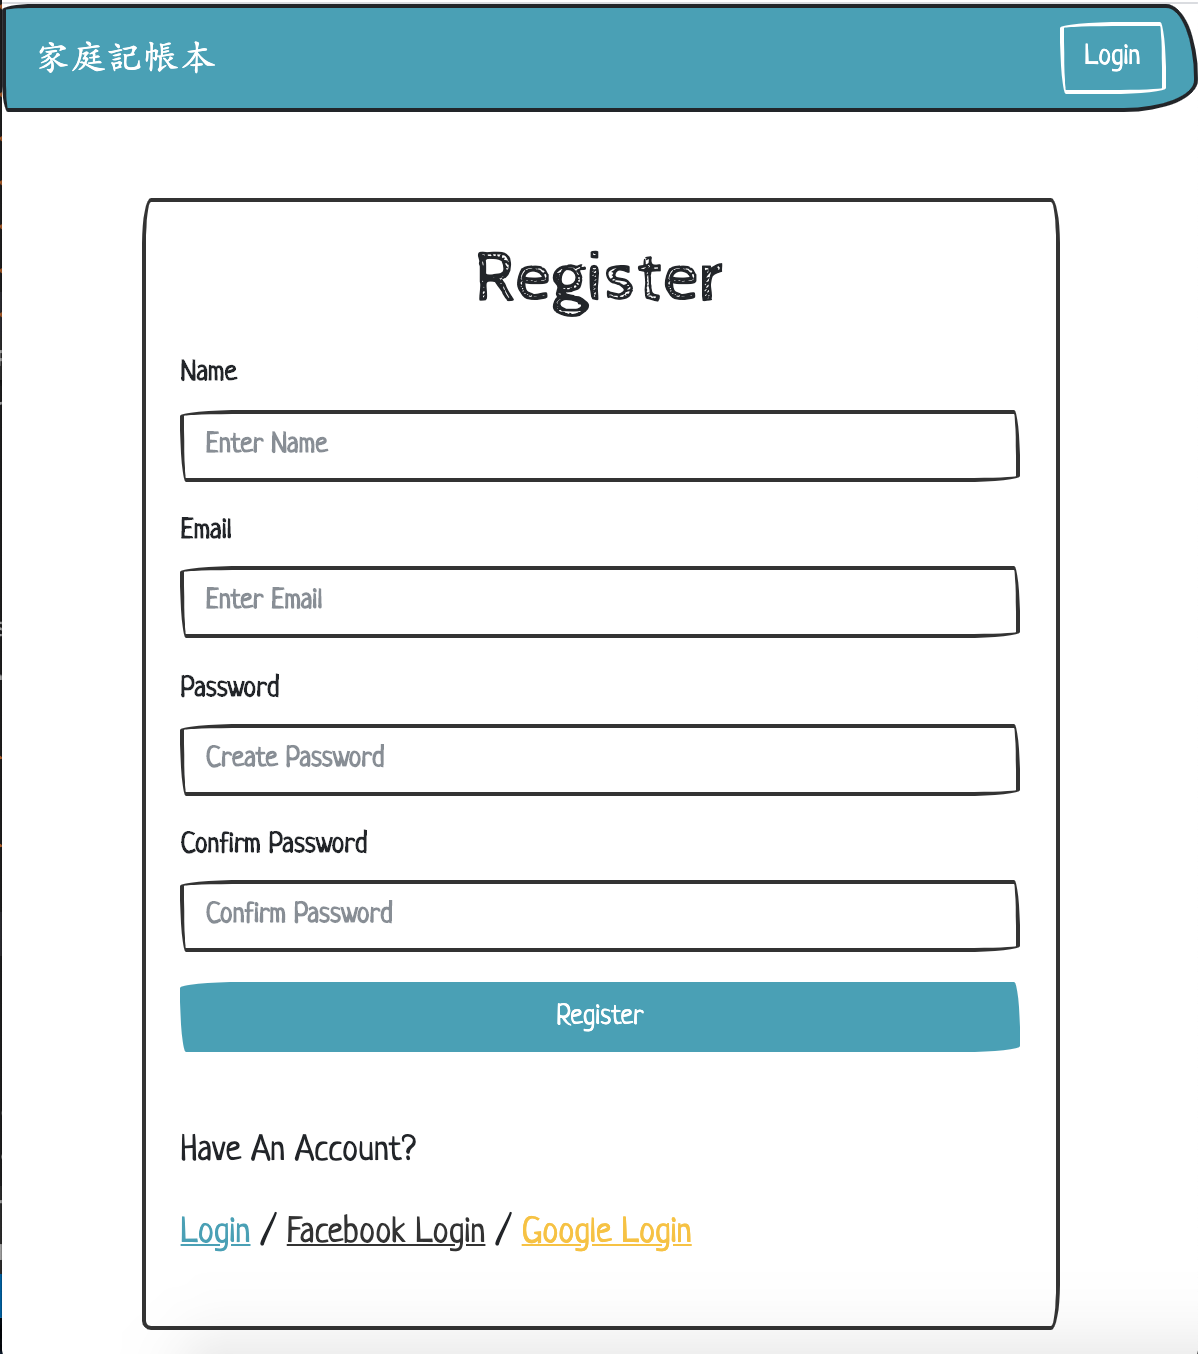 家庭記帳本
Login
Register
Name
Enter Name
Email
Enter Email
Password
Create Password
Confirm Password
Confirm Password
Register
Have An Account?
Login / Facebook Login / Google Login